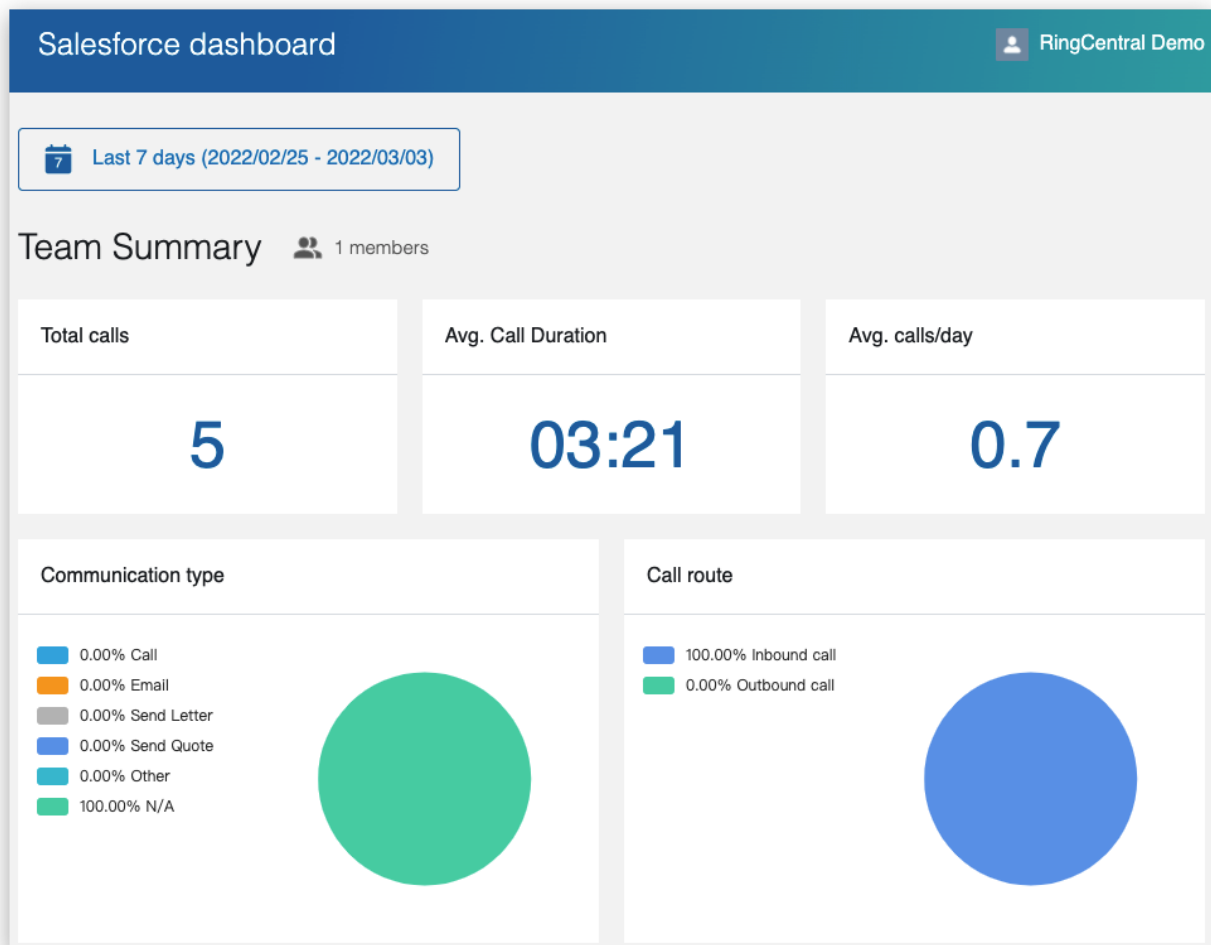 Salesforce dashboard
RingCentral Demo
7
Last 7 days (2022/02/25 - 2022/03/03)
Team Summary
1 members
Total calls
5
Avg. Call Duration
03:21
Avg. calls/day
0.7
Communication type
0.00% Call
0.00% Email
0.00% Send Letter
0.00% Send Quote
0.00% Other
100.00% N/A
Call route
100.00% Inbound call
0.00% Outbound call